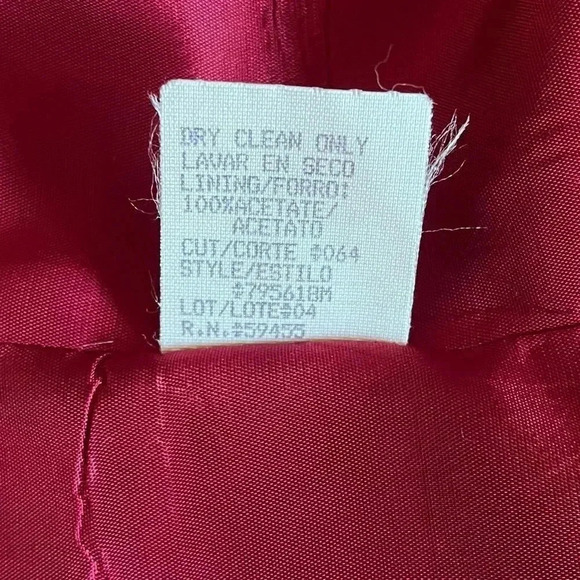 DRY CLEAN ONLY
LAVAR EN SECO
LINING/FORRO:
100%ACETATE/
ACETATO
CUT/CORTE #064
STYLE/ESTILO
#79561BM
LOT/LOTE#04
R.N.#59455